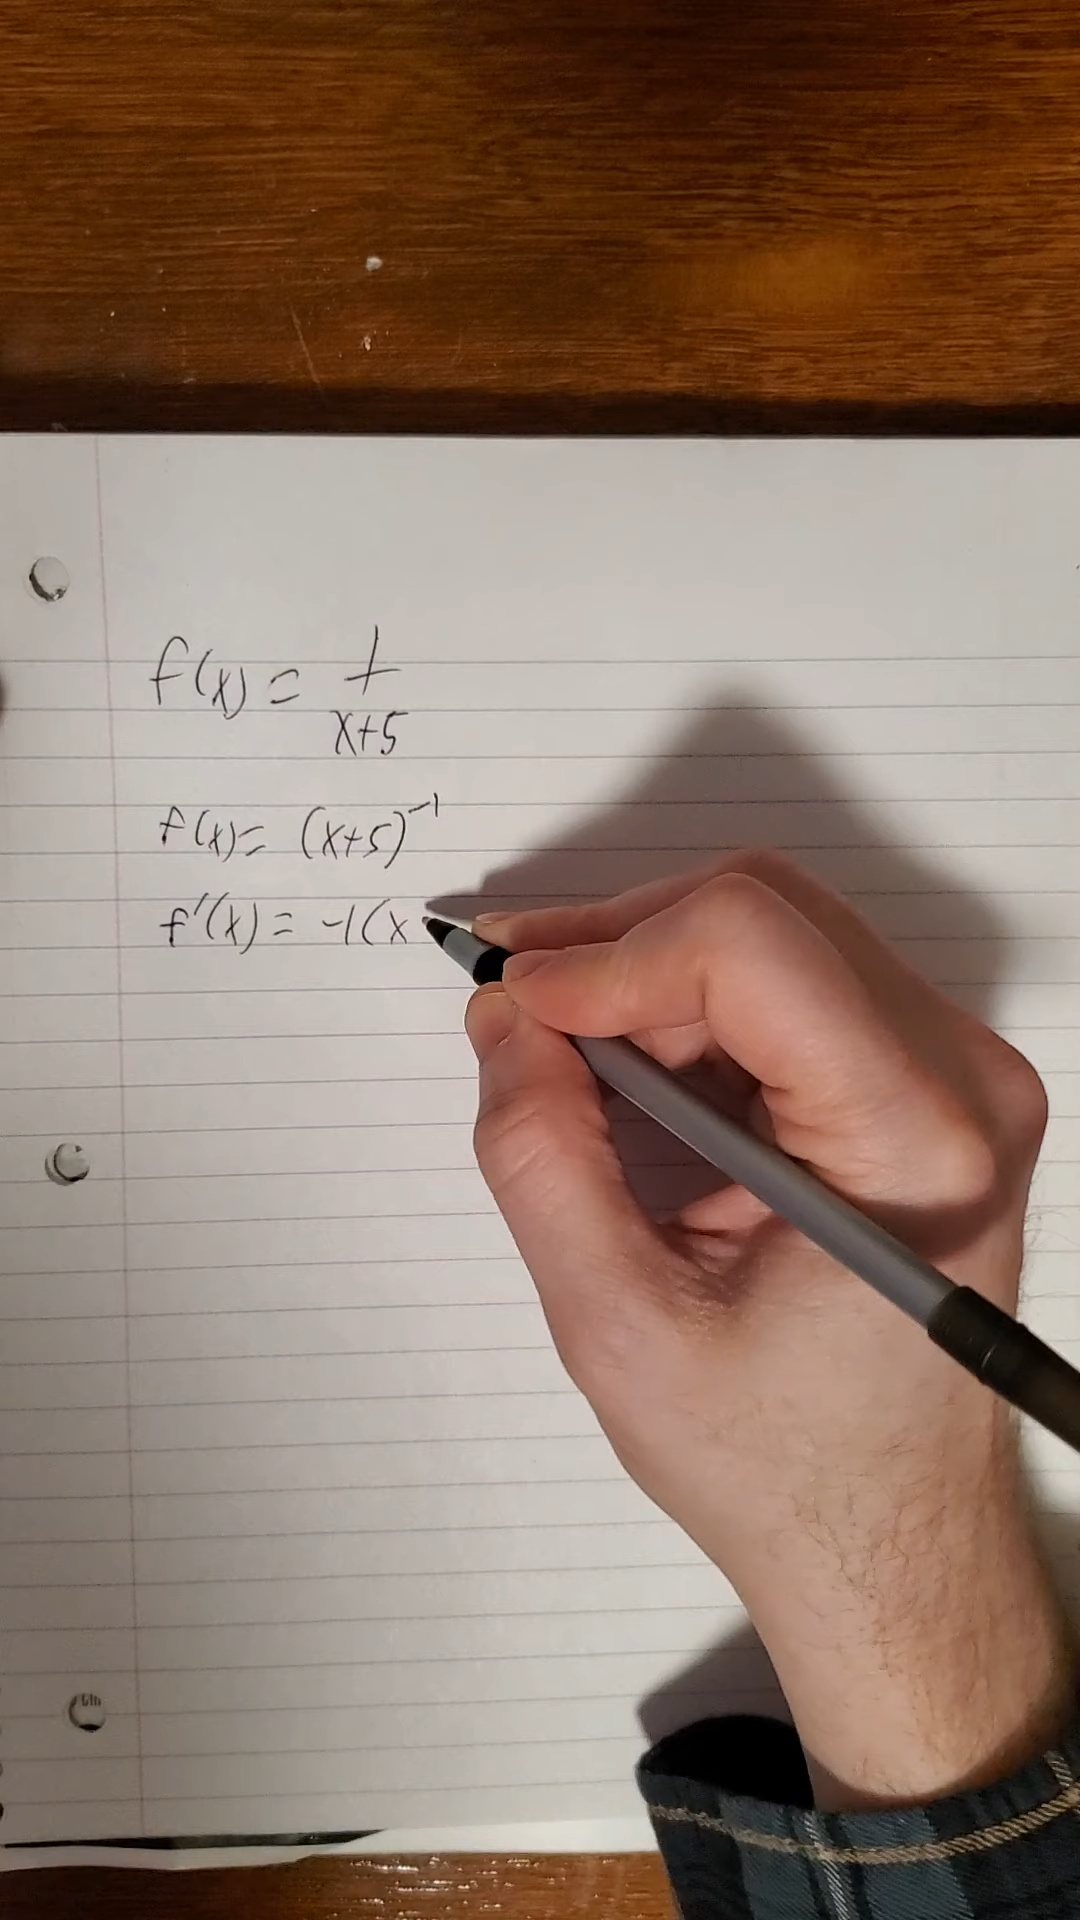 f(x) = 1/x+5
f(x) = (x+5)^-1
f'(x) = -1(x